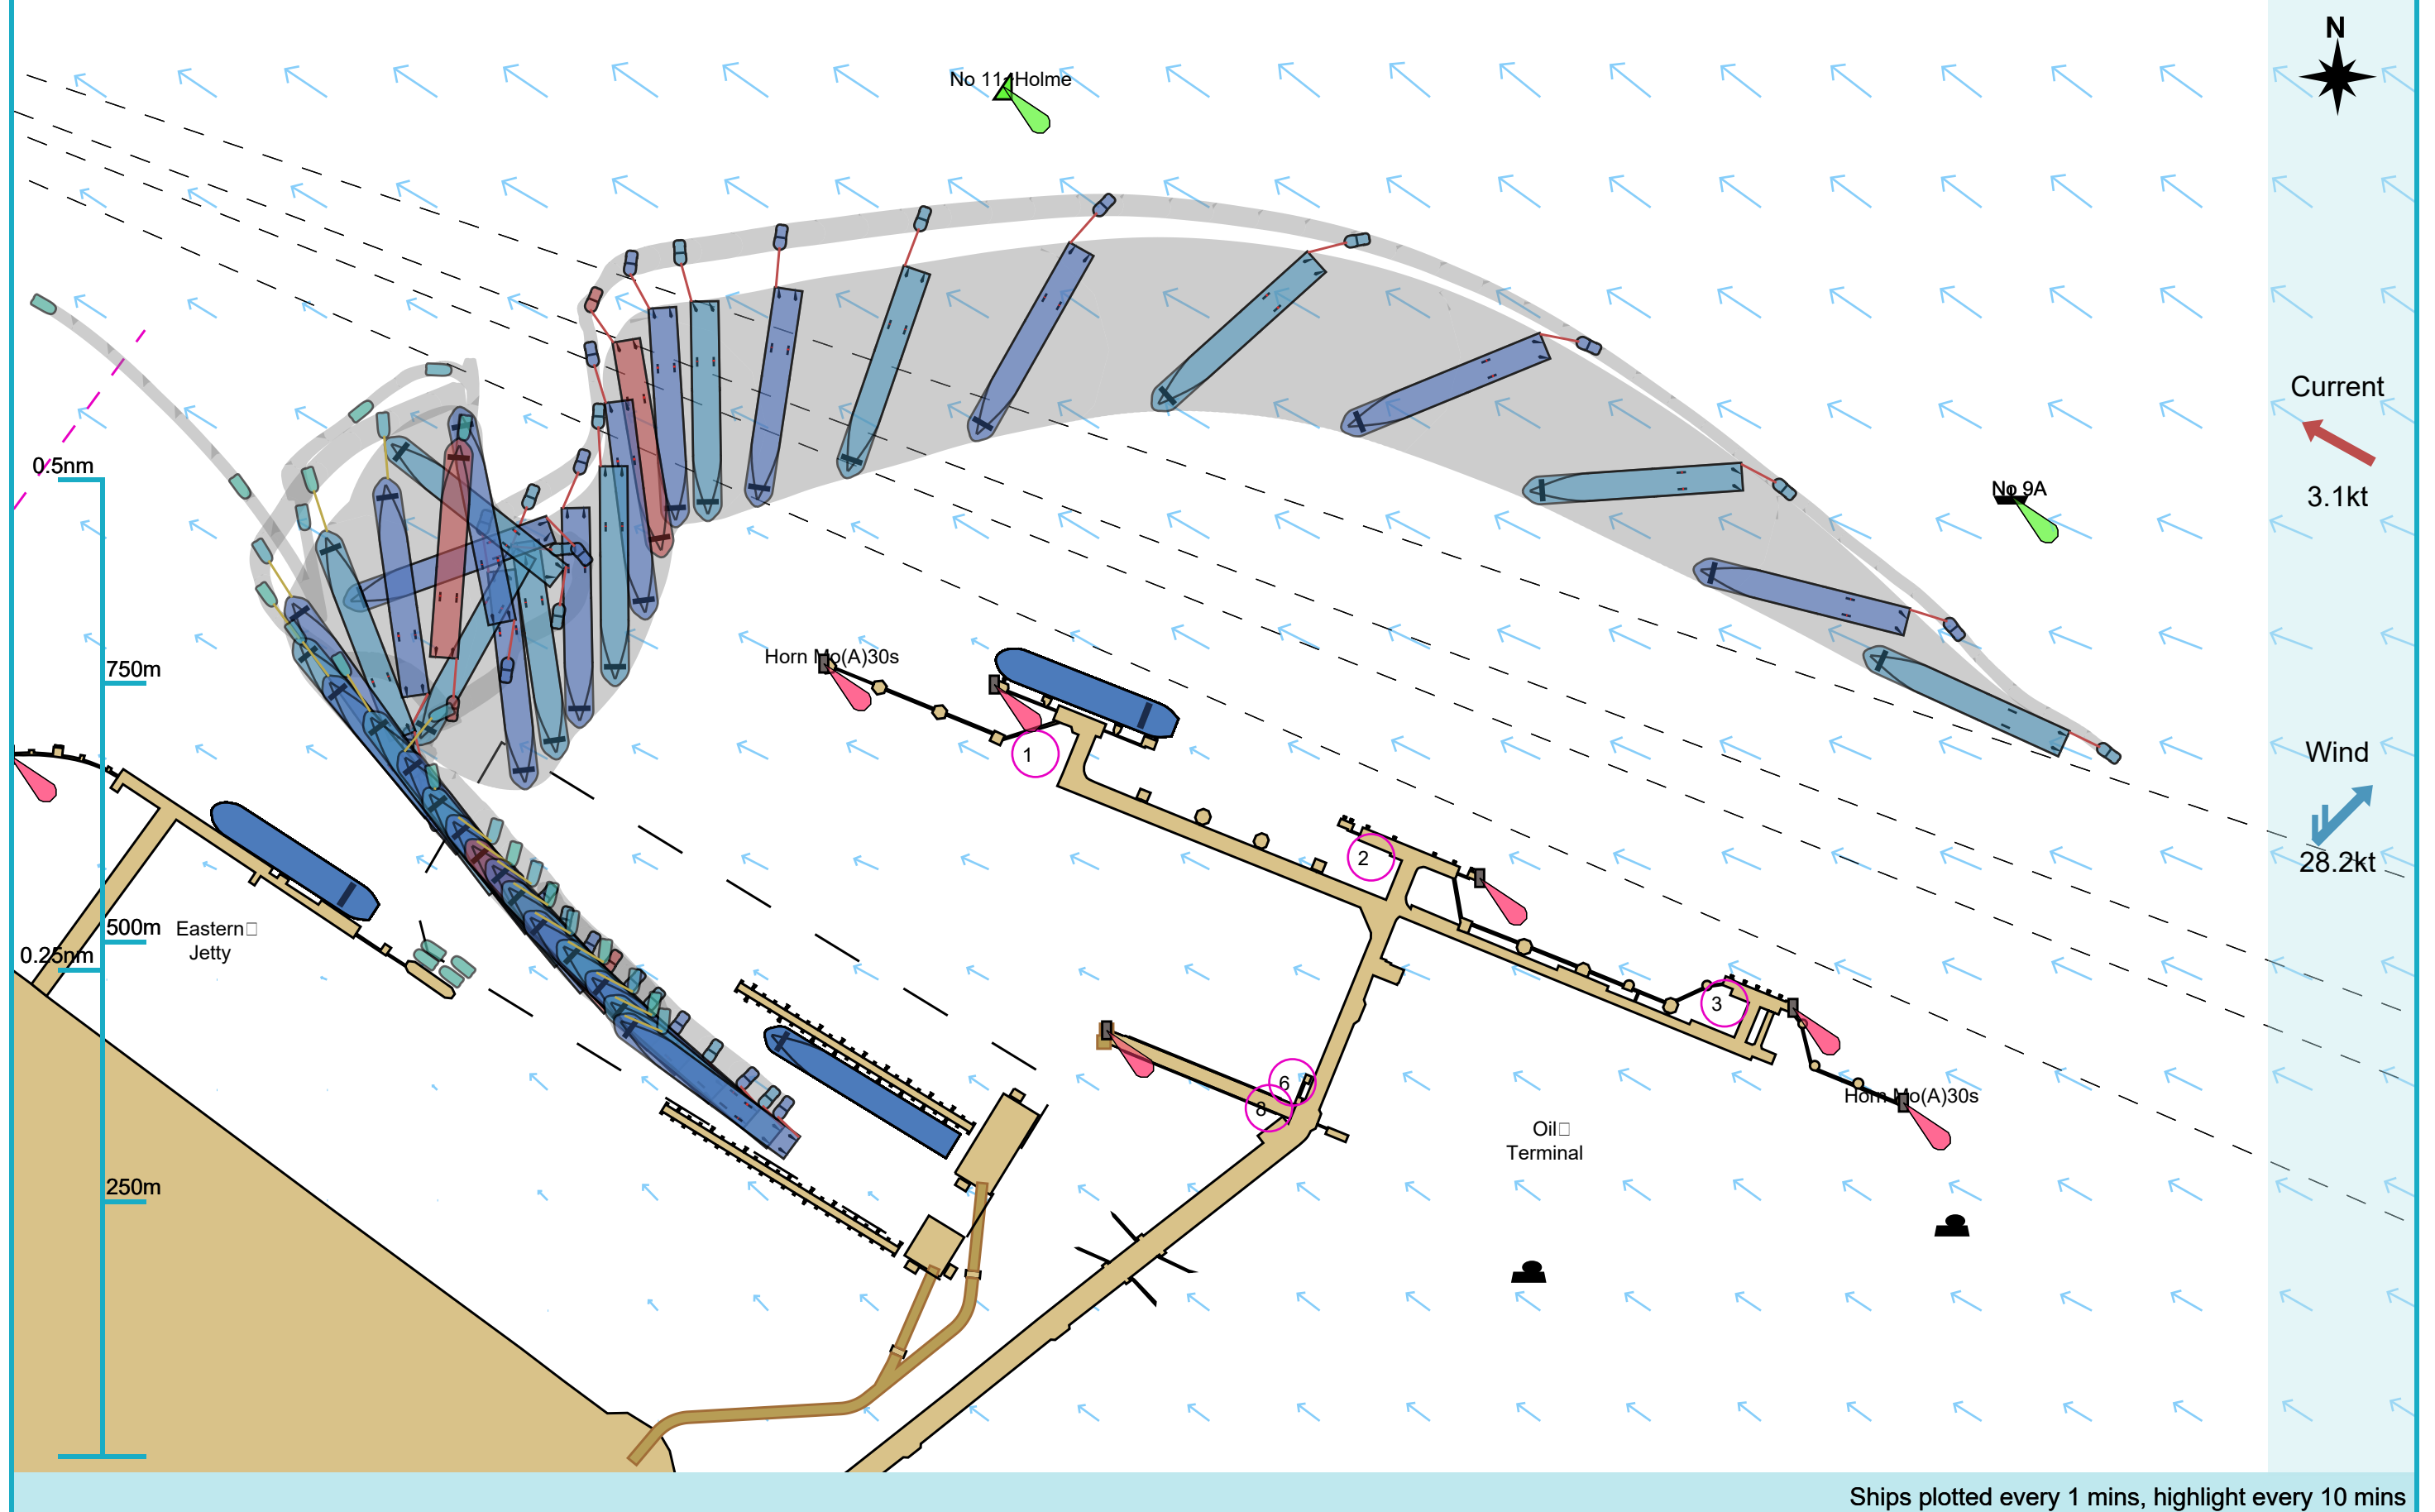 N
No 11 Holme
Current
3.1kt
0.5nm
No 9A
Horn Mo(A)30s
750m
1
Wind
28.2kt
2
500m
Eastern
Jetty
0.25nm
3
6
8
Horn Mo(A)30s
Oil
Terminal
250m
Ships plotted every 1 mins, highlight every 10 mins